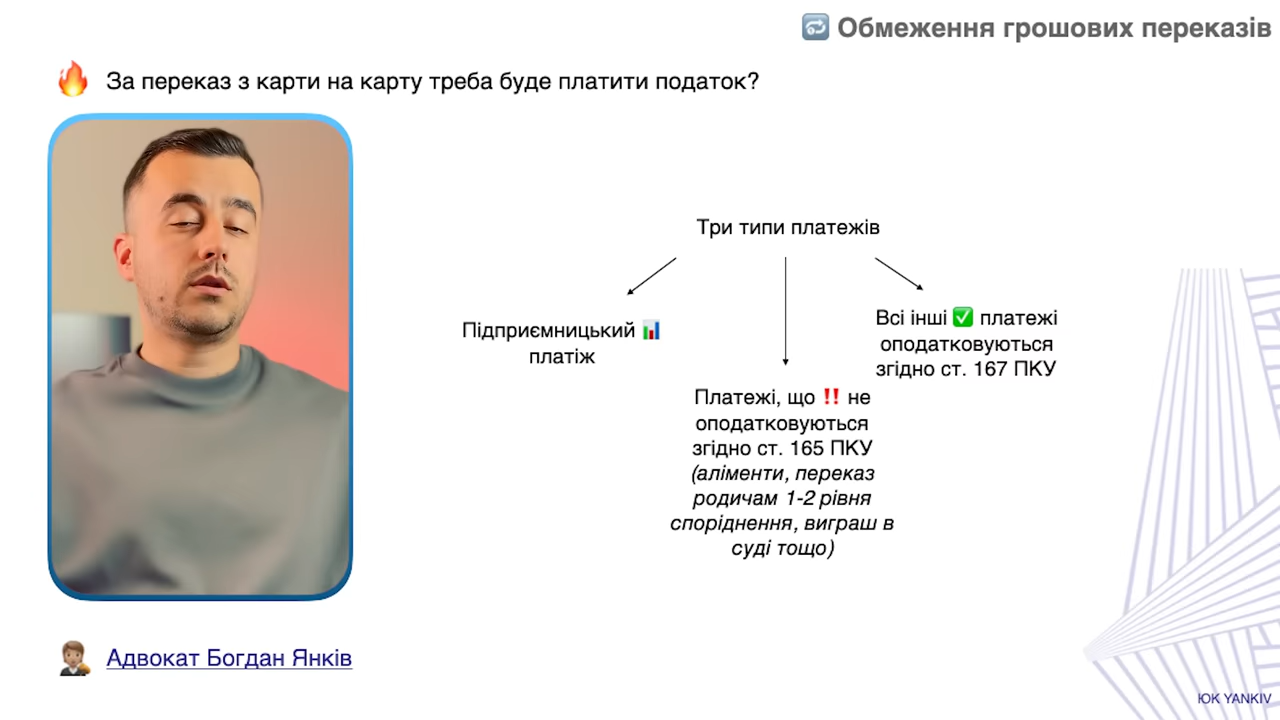 Обмеження грошових переказів
За переказ з карти на карту треба буде платити податок?
Три типи платежів
Підприємницький
платіж
Платежі, що ‼️ не
оподатковуються
згідно ст. 165 ПКУ
(аліменти, переказ
родичам 1-2 рівня
споріднення, виграш в
суді тощо)
Всі інші ✅ платежі
оподатковуються
згідно ст. 167 ПКУ
Адвокат Богдан Янків
ЮК YANKIV